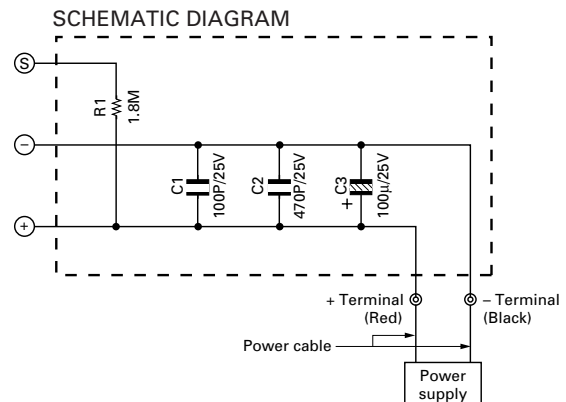 SCHEMATIC DIAGRAM
S
R1
1.8M
−
C1
100P/25V
C2
470P/25V
+
C3
100µ/25V
+
+ Terminal
(Red)
− Terminal
(Black)
Power cable
Power
supply